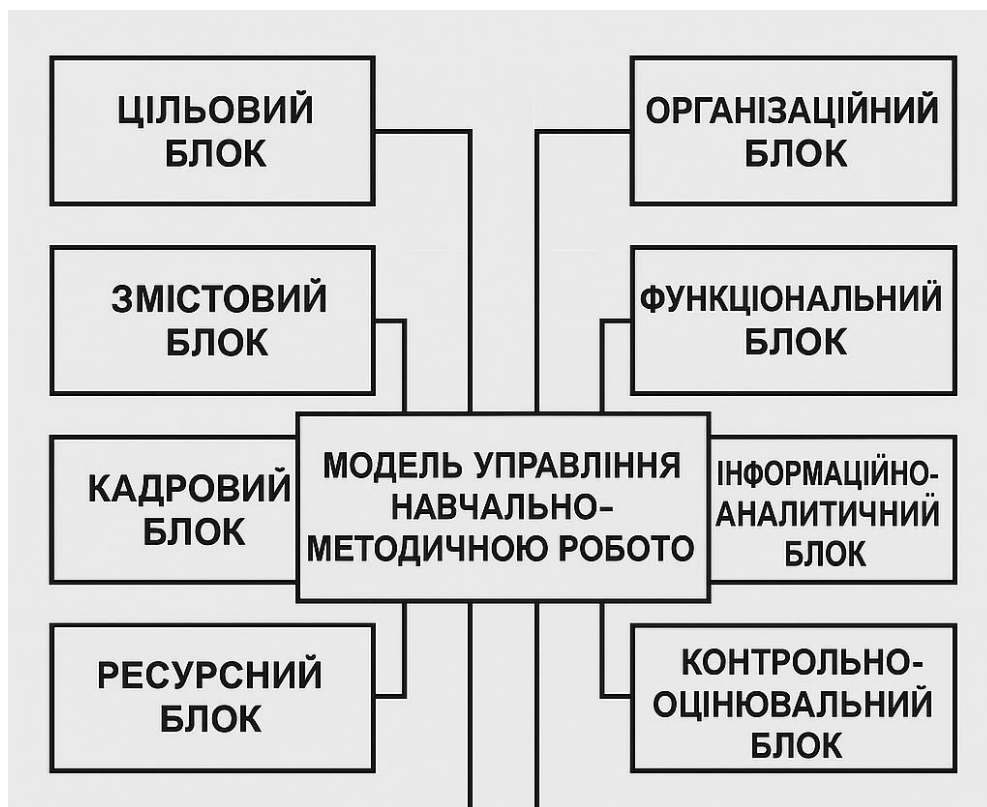 ЦІЛЬОВИЙ
БЛОК
ОРГАНІЗАЦІЙНИЙ
БЛОК
ЗМІСТОВИЙ
БЛОК
ФУНКЦІОНАЛЬНИЙ
БЛОК
КАДРОВИЙ
БЛОК
МОДЕЛЬ УПРАВЛІННЯ
НАВЧАЛЬНО-
МЕТОДИЧНОЮ РОБОТО
ІНФОРМАЦІЙНО-
АНАЛИТИЧНИЙ
БЛОК
РЕСУРСНИЙ
БЛОК
КОНТРОЛЬНО-
ОЦІНЮВАЛЬНИЙ
БЛОК